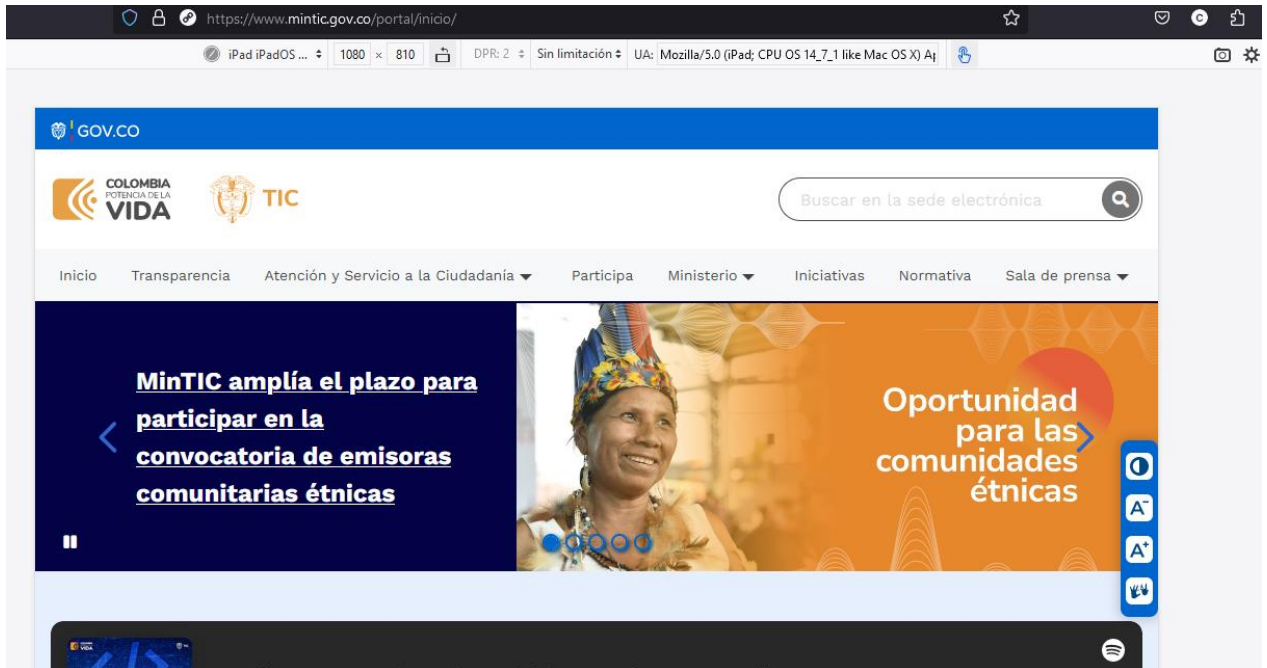 https://www.mintic.gov.co/portal/inicio/
iPad iPadOS ... 1080 × 810 DPR: 2 Sin limitación UA: Mozilla/5.0 (iPad; CPU OS 14_7_1 like Mac OS X) Ap
GOV.CO
COLOMBIA
POTENCIA DE LA
VIDA
TIC
Buscar en la sede electrónica
Inicio Transparencia Atención y Servicio a la Ciudadanía Participa Ministerio Iniciativas Normativa Sala de prensa
MinTIC amplía el plazo para
participar en la
convocatoria de emisoras
comunitarias étnicas
Oportunidad
para las
comunidades
étnicas
A-
A+